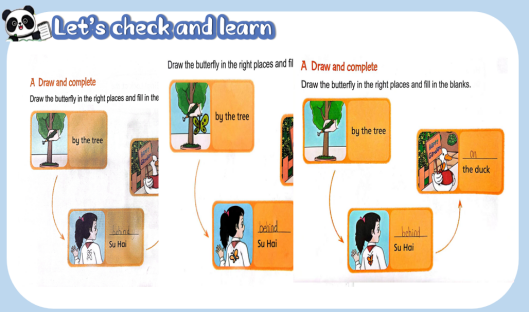 Let's check and learn
A Draw and complete
Draw the butterfly in the right places and fill in the
by the tree
behind
Su Hai
Draw the butterfly in the right places and fil
by the tree
behind
Su Hai
A Draw and complete
Draw the butterfly in the right places and fill in the blanks.
by the tree
on
the duck
behind
Su Hai